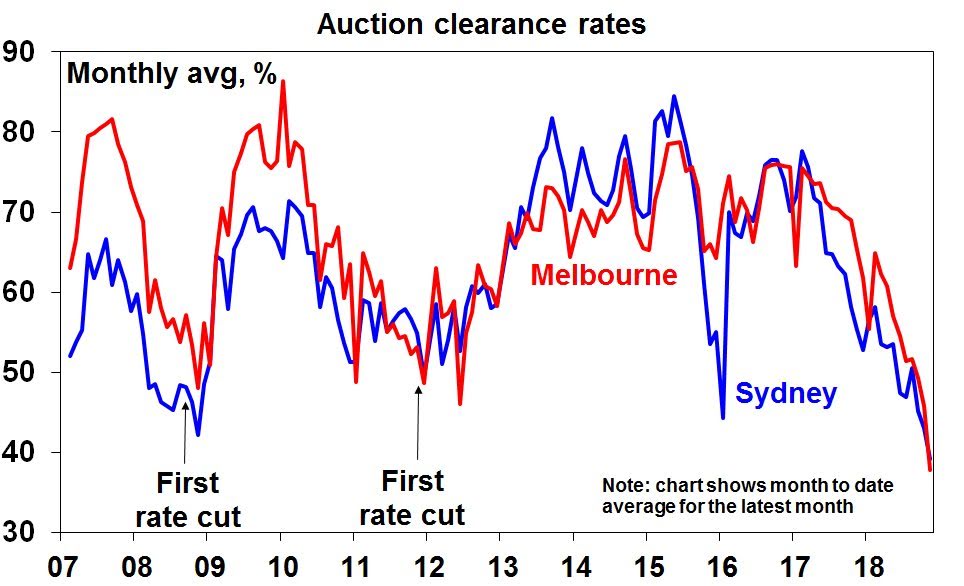 Auction clearance rates
90
Monthly avg, %
80
70
60
50
40
30
Melbourne
Sydney
First
rate cut
First
rate cut
Note: chart shows month to date
average for the latest month
07 08 09 10 11 12 13 14 15 16 17 18